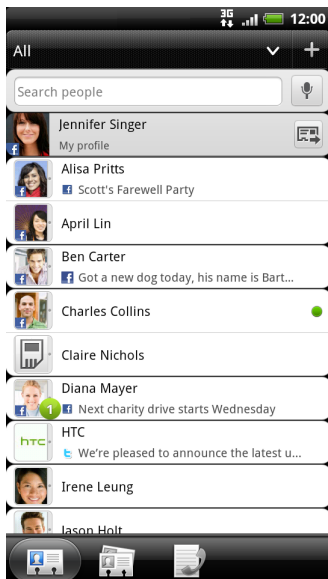 3G 12:00
All
Search people
Jennifer Singer
My profile
Alisa Pritts
Scott's Farewell Party
April Lin
Ben Carter
Got a new dog today, his name is Bart...
Charles Collins
Claire Nichols
Diana Mayer
1 Next charity drive starts Wednesday
HTC
hTC We're pleased to announce the latest u...
Irene Leung
Jason Holt